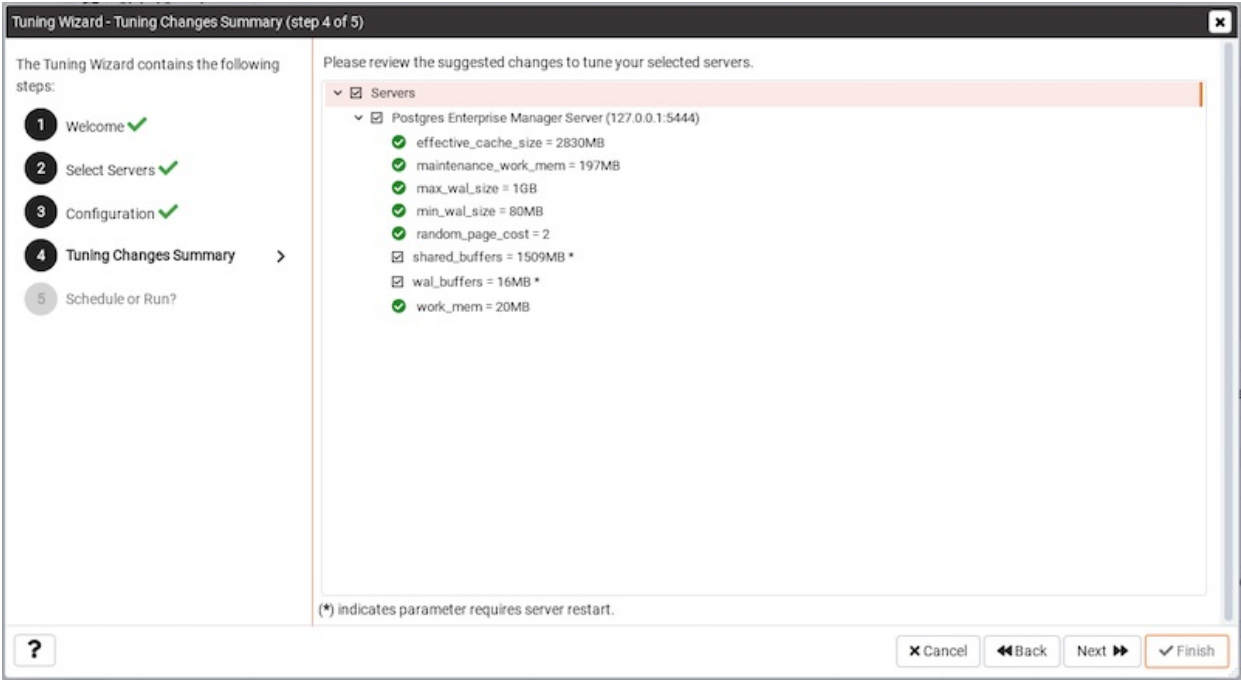 Tuning Wizard - Tuning Changes Summary (step 4 of 5)
The Tuning Wizard contains the following
steps:
1 Welcome
2 Select Servers
3 Configuration
4 Tuning Changes Summary
5 Schedule or Run?
Please review the suggested changes to tune your selected servers.
Servers
Postgres Enterprise Manager Server (127.0.0.1:5444)
effective_cache_size = 2830MB
maintenance_work_mem = 197MB
max_wal_size = 1GB
min_wal_size = 80MB
random_page_cost = 2
shared_buffers = 1509MB *
wal_buffers = 16MB *
work_mem = 20MB
(*) indicates parameter requires server restart.
?
Cancel
Back
Next
Finish